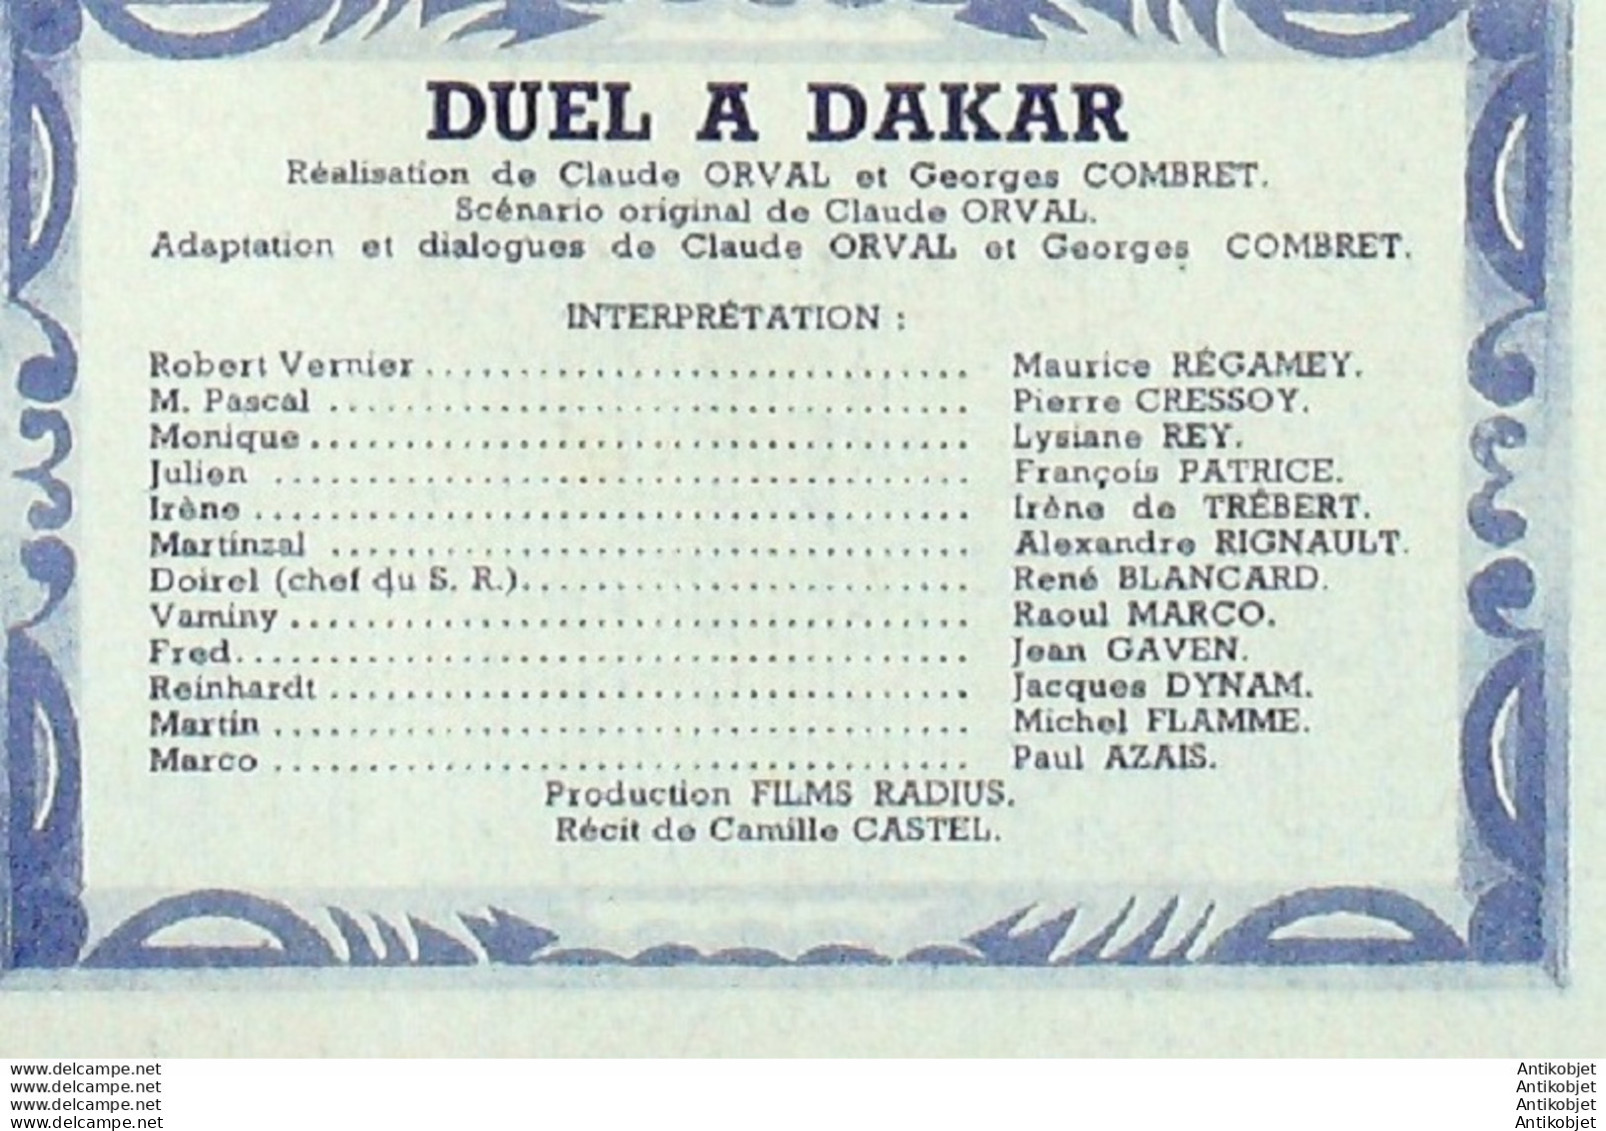 DUEL A DAKAR
Réalisation de Claude ORVAL et Georges COMBRET.
Scénario original de Claude ORVAL.
Adaptation et dialogues de Claude ORVAL et Georges COMBRET.
INTERPRÉTATION :
Robert Vernier .............................. Maurice RÉGAMEY.
M. Pascal .................................. Pierre CRESSOY.
Monique .................................... Lysiane REY.
Julien ..................................... François PATRICE.
Irène ...................................... Irène de TRÉBERT.
Martinzal .................................. Alexandre RIGNAULT.
Doirel (chef du S. R.)........................ René BLANCARD.
Vaminy .................................... Raoul MARCO.
Fred....................................... Jean GAVEN.
Reinhardt .................................. Jacques DYNAM.
Martin ..................................... Michel FLAMME.
Marco ..................................... Paul AZAIS.
Production FILMS RADIUS.
Récit de Camille CASTEL.
www.delcampe.net Antikobjet
www.delcampe.net Antikobjet
www.delcampe.net Antikobjet
www.delcampe.net Antikobjet